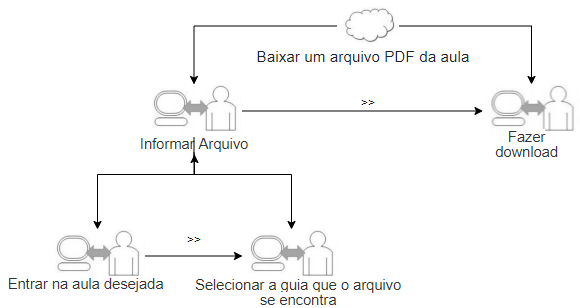 Baixar um arquivo PDF da aula
>>
Informar Arquivo
Fazer
download
>>
Entrar na aula desejada
Selecionar a guia que o arquivo
se encontra